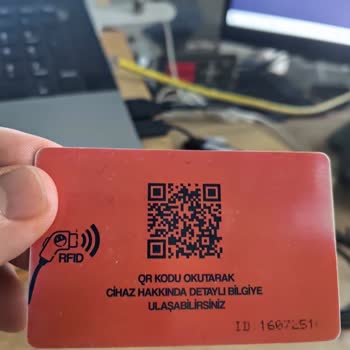 RFID
QR KODU OKUTARAK
CİHAZ HAKKINDA DETAYLI BİLGİYE
ULAŞABİLİRSİNİZ